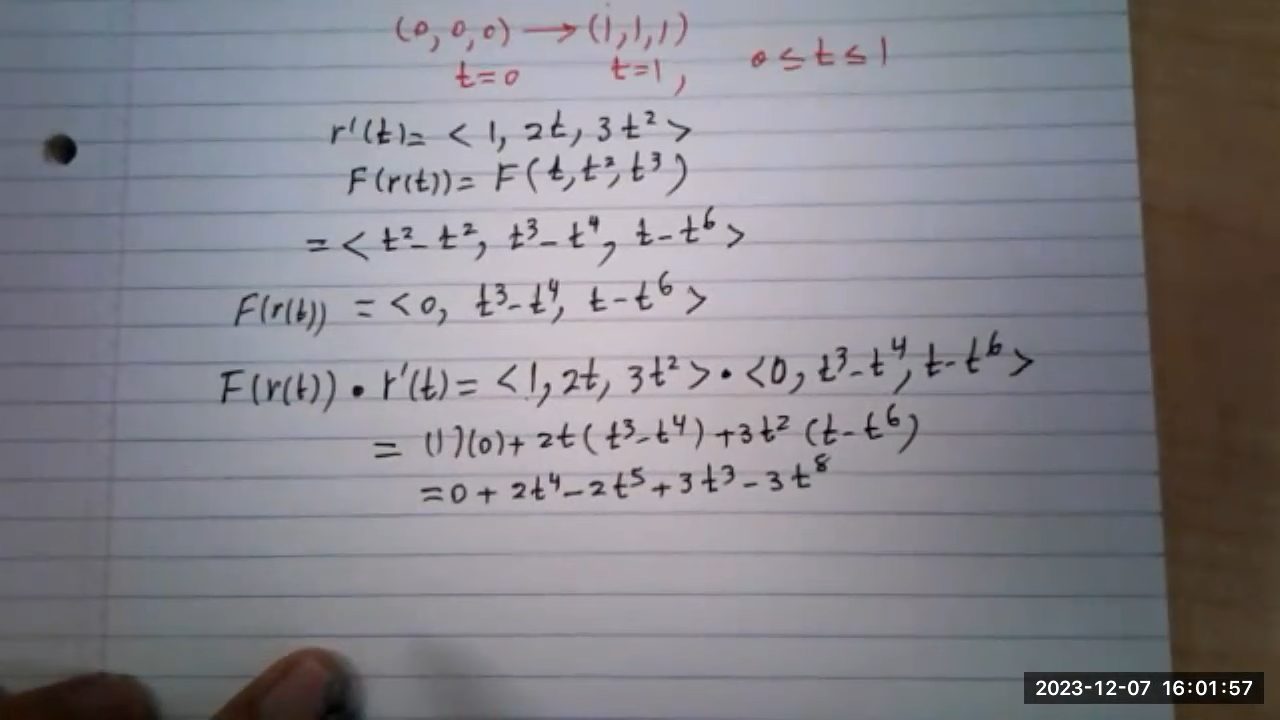 (0, 0, 0) → (1, 1, 1)
t=0 t=1, 0 ≤ t ≤ 1
r'(t)= < 1, 2t, 3t² >
F(r(t))= F(t, t², t³)
= < t²-t², t³-t⁴, t-t⁶ >
F(r(t)) = <0, t³-t⁴, t-t⁶ >
F(r(t)) • r'(t)= <1, 2t, 3t² > • <0, t³-t⁴, t-t⁶ >
= (1)(0)+ 2t(t³-t⁴)+3t² (t-t⁶)
=0+ 2t⁴-2t⁵+3t³-3t⁸
2023-12-07 16:01:57